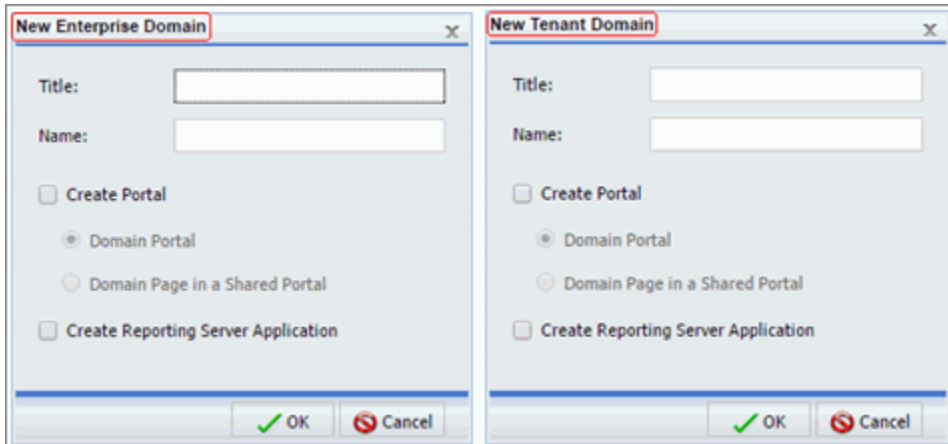 New Enterprise Domain
x
Title:
Name:
Create Portal
Domain Portal
Domain Page in a Shared Portal
Create Reporting Server Application
OK
Cancel
New Tenant Domain
x
Title:
Name:
Create Portal
Domain Portal
Domain Page in a Shared Portal
Create Reporting Server Application
OK
Cancel